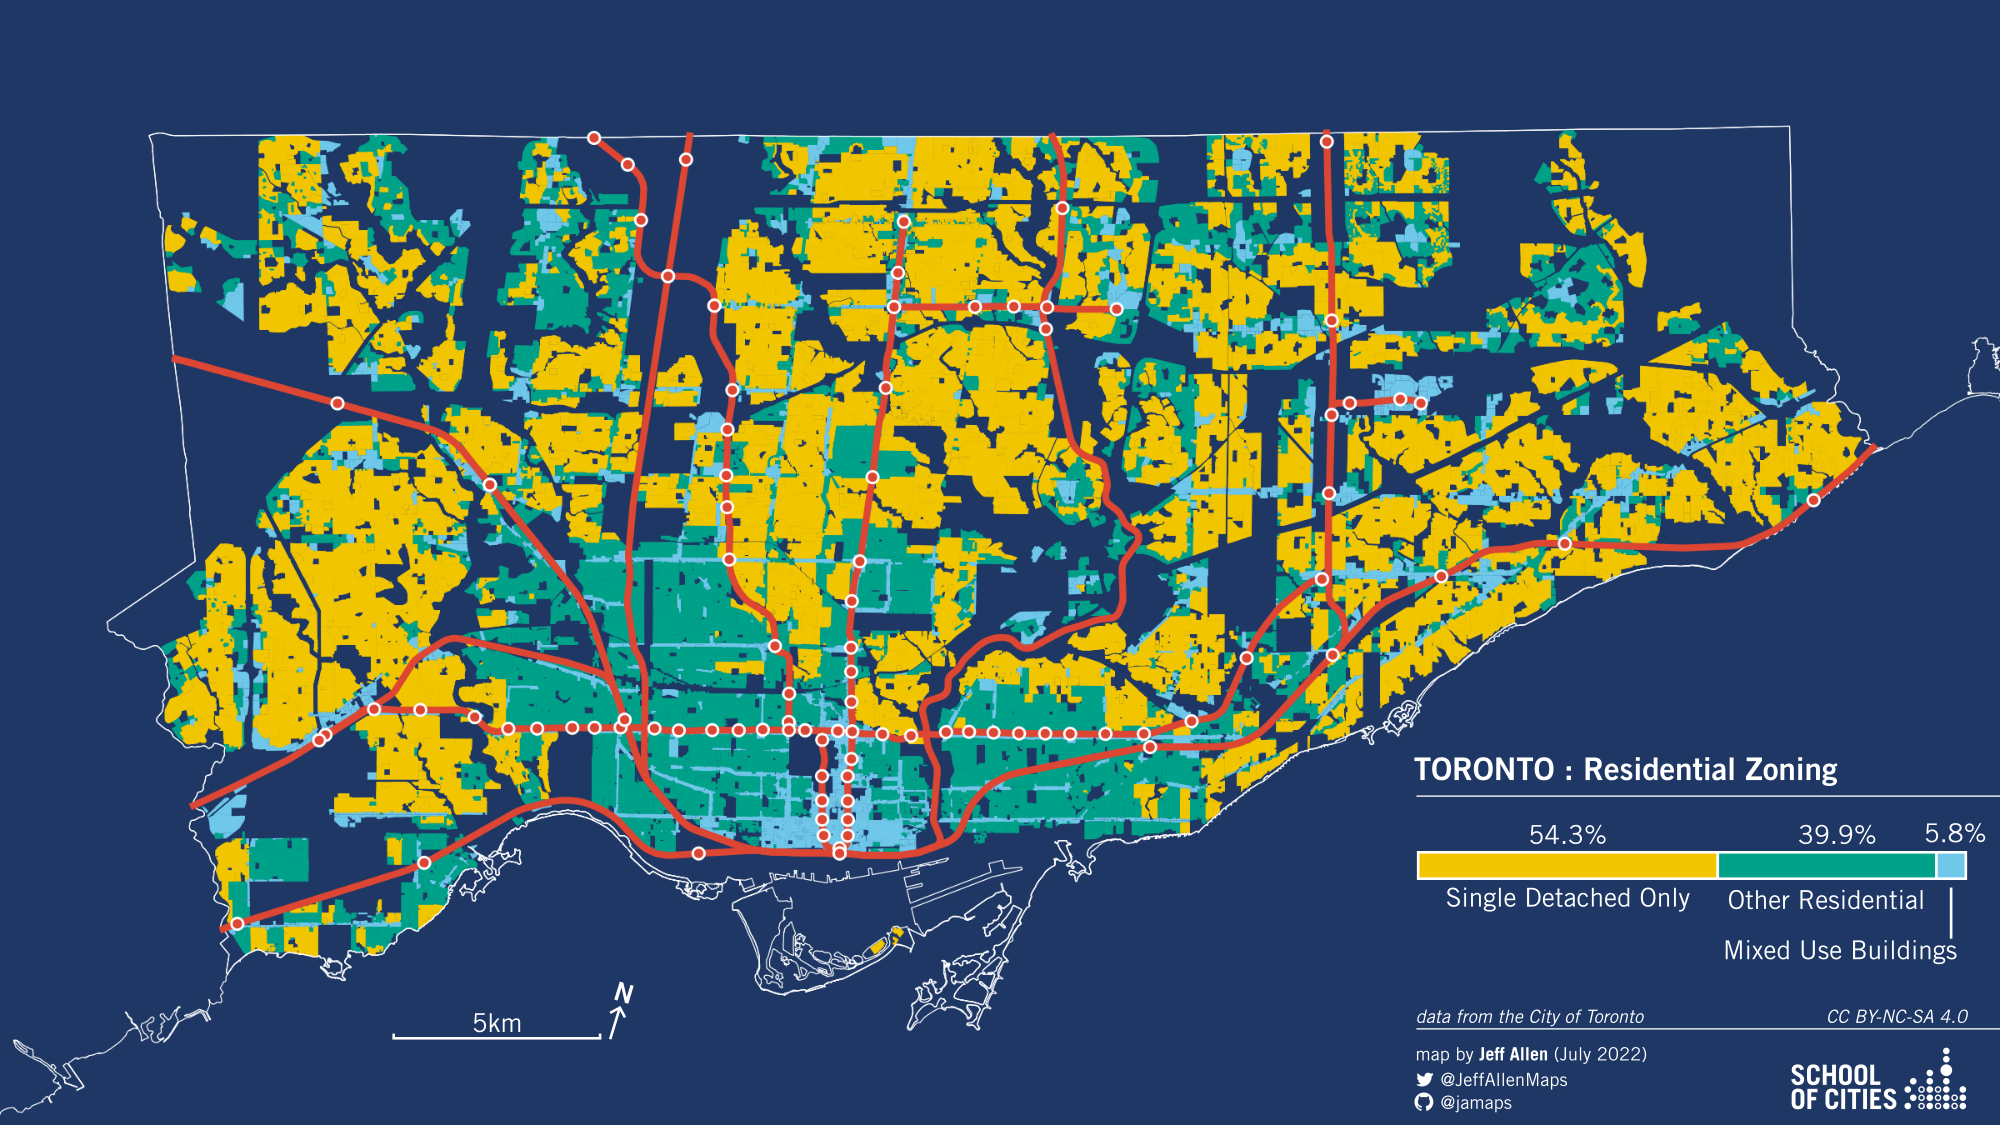 TORONTO : Residential Zoning
54.3% 39.9% 5.8%
Single Detached Only Other Residential
Mixed Use Buildings
N
5km
data from the City of Toronto CC BY-NC-SA 4.0
map by Jeff Allen (July 2022)
@JeffAllenMaps
@jamaps
SCHOOL
OF CITIES